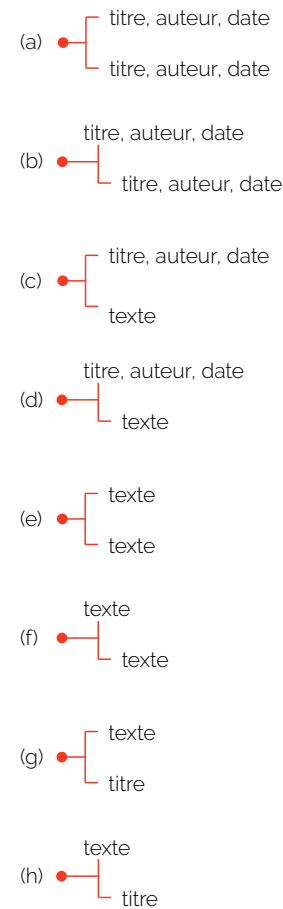 titre, auteur, date
(a)
titre, auteur, date
titre, auteur, date
(b)
titre, auteur, date
titre, auteur, date
(c)
texte
titre, auteur, date
(d)
texte
texte
(e)
texte
texte
(f)
texte
texte
(g)
titre
texte
(h)
titre